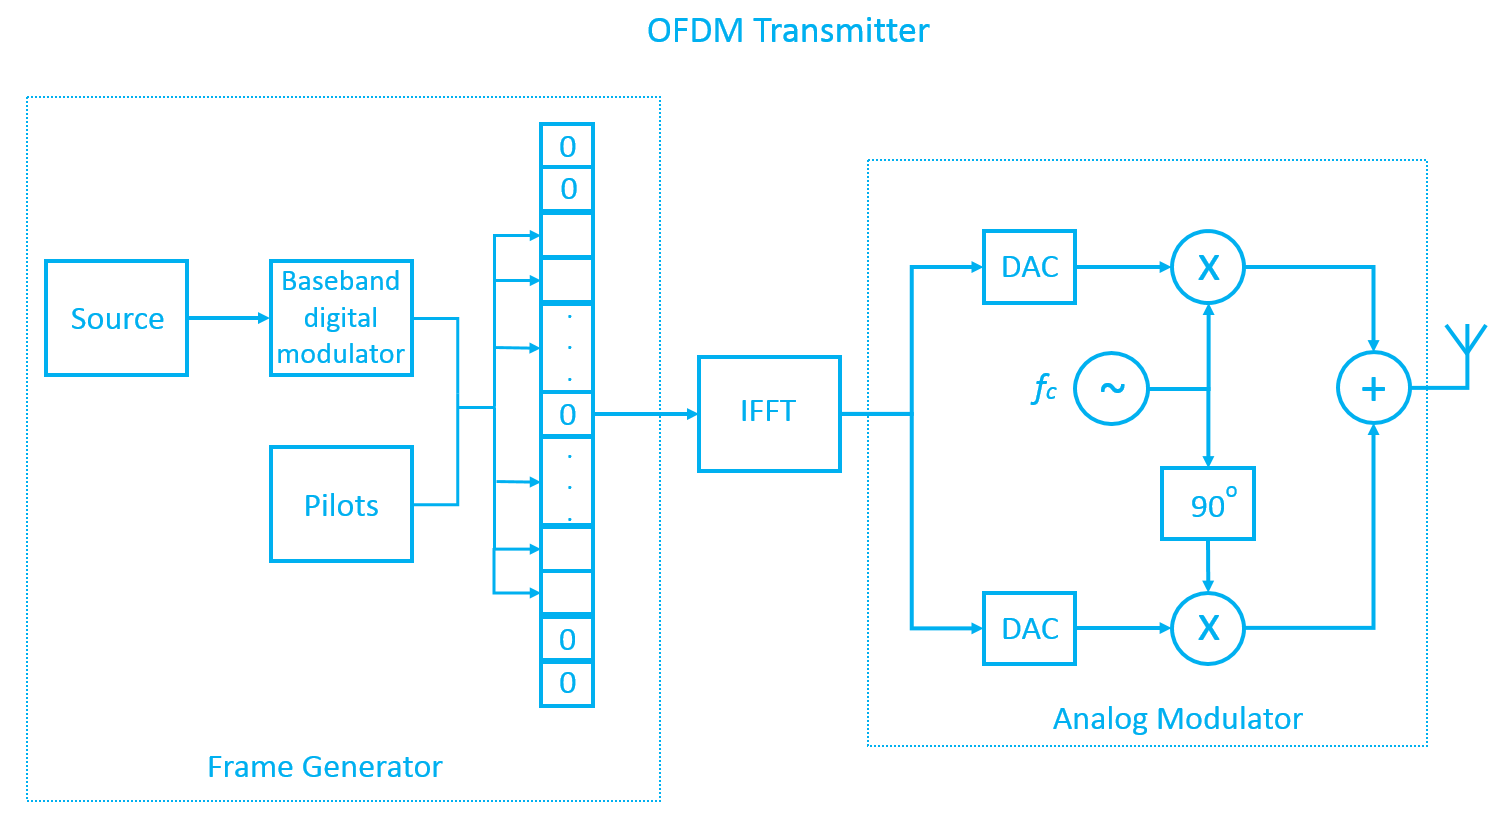 OFDM Transmitter
Source
Baseband
digital
modulator
Pilots
0
0
.
.
.
0
.
.
.
0
0
Frame Generator
IFFT
DAC
X
fc
~
+
90°
DAC
X
Analog Modulator